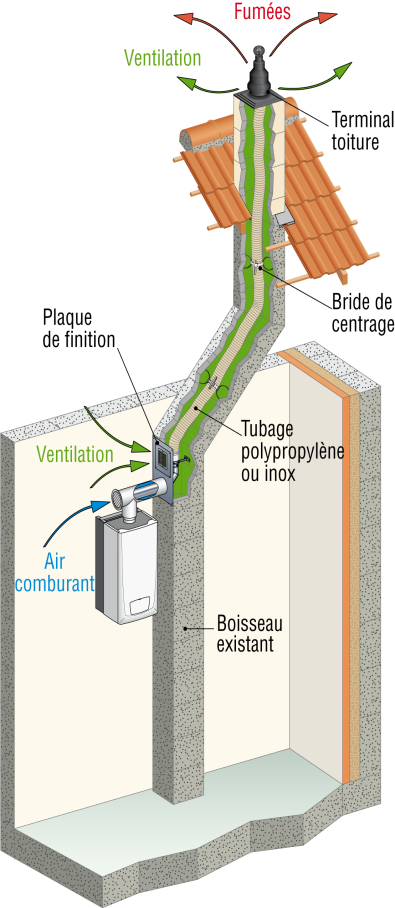 Fumées
Ventilation
Terminal
toiture
Bride de
centrage
Plaque
de finition
Tubage
polypropylène
ou inox
Ventilation
Air
comburant
Boisseau
existant